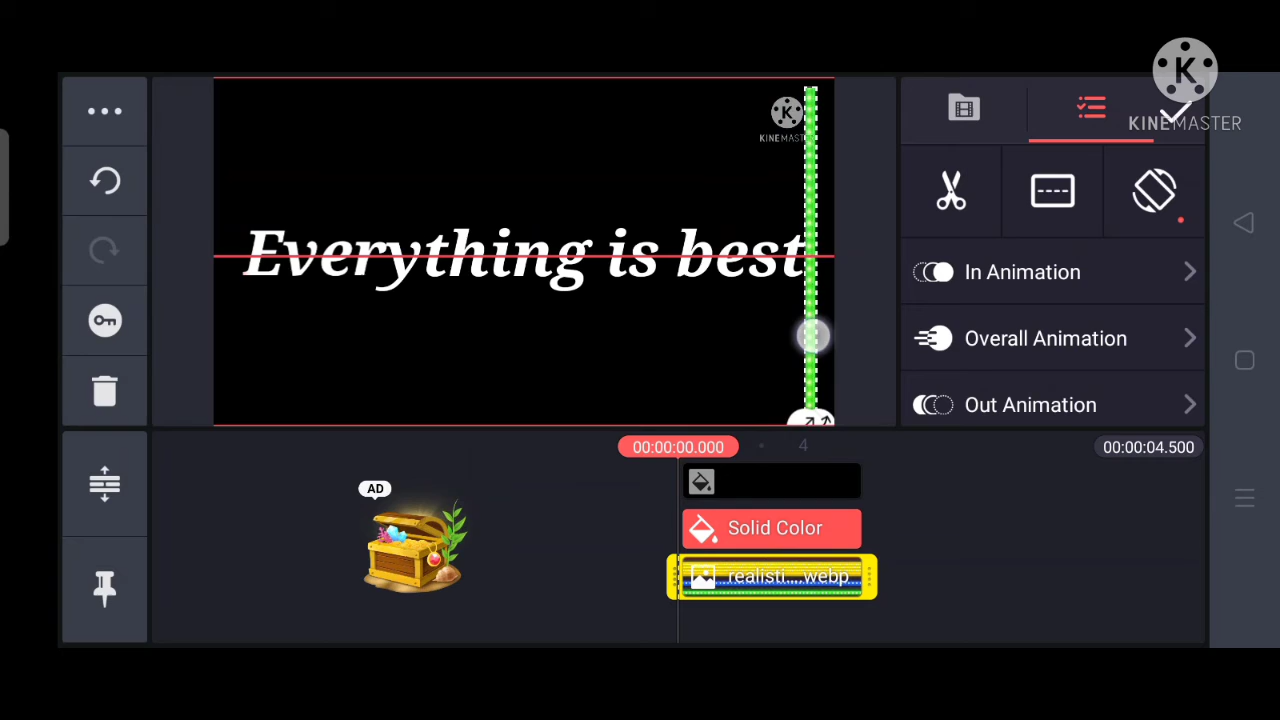 KINEMASTER
KINEMASTER
Everything is best
In Animation
Overall Animation
Out Animation
00:00:00.000
4
00:00:04.500
AD
Solid Color
realisti....webp